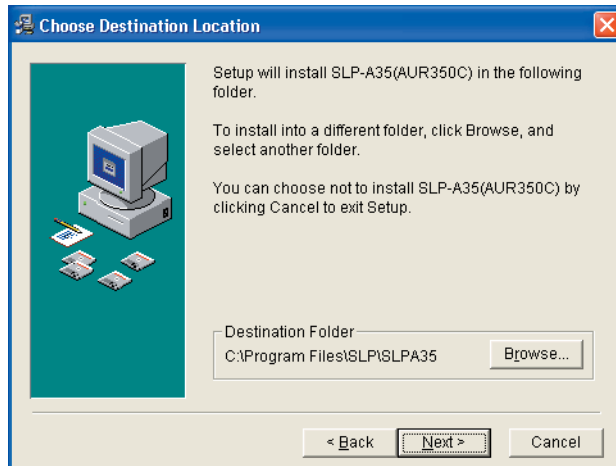 Choose Destination Location
Setup will install SLP-A35(AUR350C) in the following
folder.
To install into a different folder, click Browse, and
select another folder.
You can choose not to install SLP-A35(AUR350C) by
clicking Cancel to exit Setup.
Destination Folder
C:\Program Files\SLP\SLPA35
Browse...
< Back
Next >
Cancel